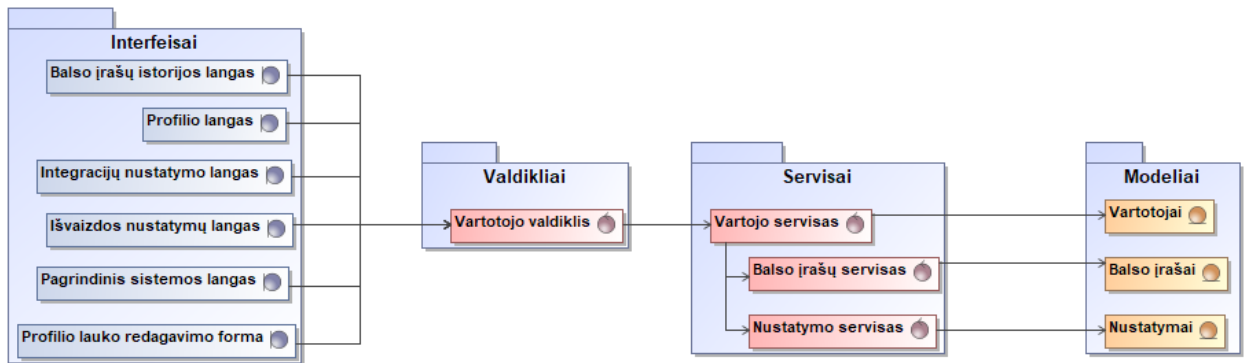 Interfeisai
Balso įrašų istorijos langas
Profilio langas
Integracijų nustatymo langas
Išvaizdos nustatymų langas
Pagrindinis sistemos langas
Profilio lauko redagavimo forma
Valdikliai
Vartotojo valdiklis
Servisai
Vartojo servisas
Balso įrašų servisas
Nustatymo servisas
Modeliai
Vartotojai
Balso įrašai
Nustatymai